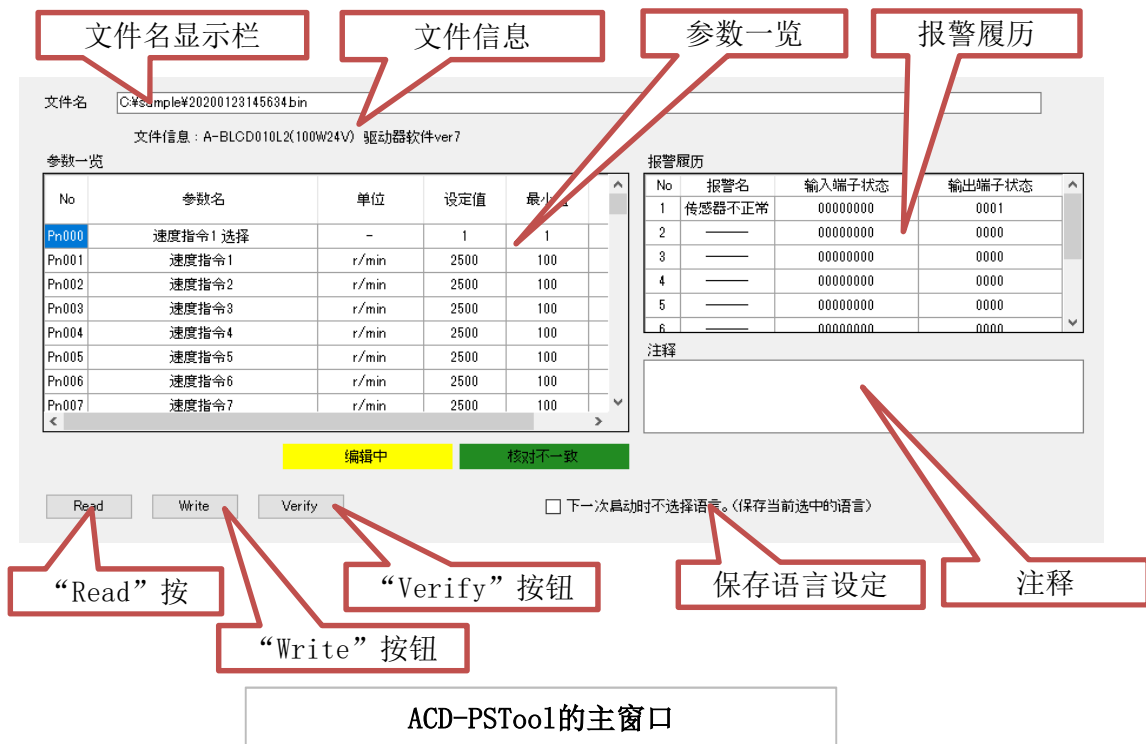 文件名显示栏 文件信息 参数一览 报警履历
文件名 C:¥sample¥20200123145634.bin
文件信息：A-BLCD010L2(100W24V) 驱动器软件ver7
参数一览
No 参数名 单位 设定值
Pn000 速度指令1 选择 - 1 1
Pn001 速度指令1 r/min 2500 100
Pn002 速度指令2 r/min 2500 100
Pn003 速度指令3 r/min 2500 100
Pn004 速度指令4 r/min 2500 100
Pn005 速度指令5 r/min 2500 100
Pn006 速度指令6 r/min 2500 100
Pn007 速度指令7 r/min 2500 100
报警履历
No 报警名 输入端子状态 输出端子状态
1 传感器不正常 00000000 0001
2 ——— 00000000 0000
3 ——— 00000000 0000
4 ——— 00000000 0000
5 ——— 00000000 0000
6 ——— 00000000 0000
注释
编辑中 核对不一致
Read Write Verify 下一次启动时不选择语言。(保存当前选中的语言)
“Read”按 “Verify”按钮 保存语言设定 注释
“Write”按钮
ACD-PSTool的主窗口